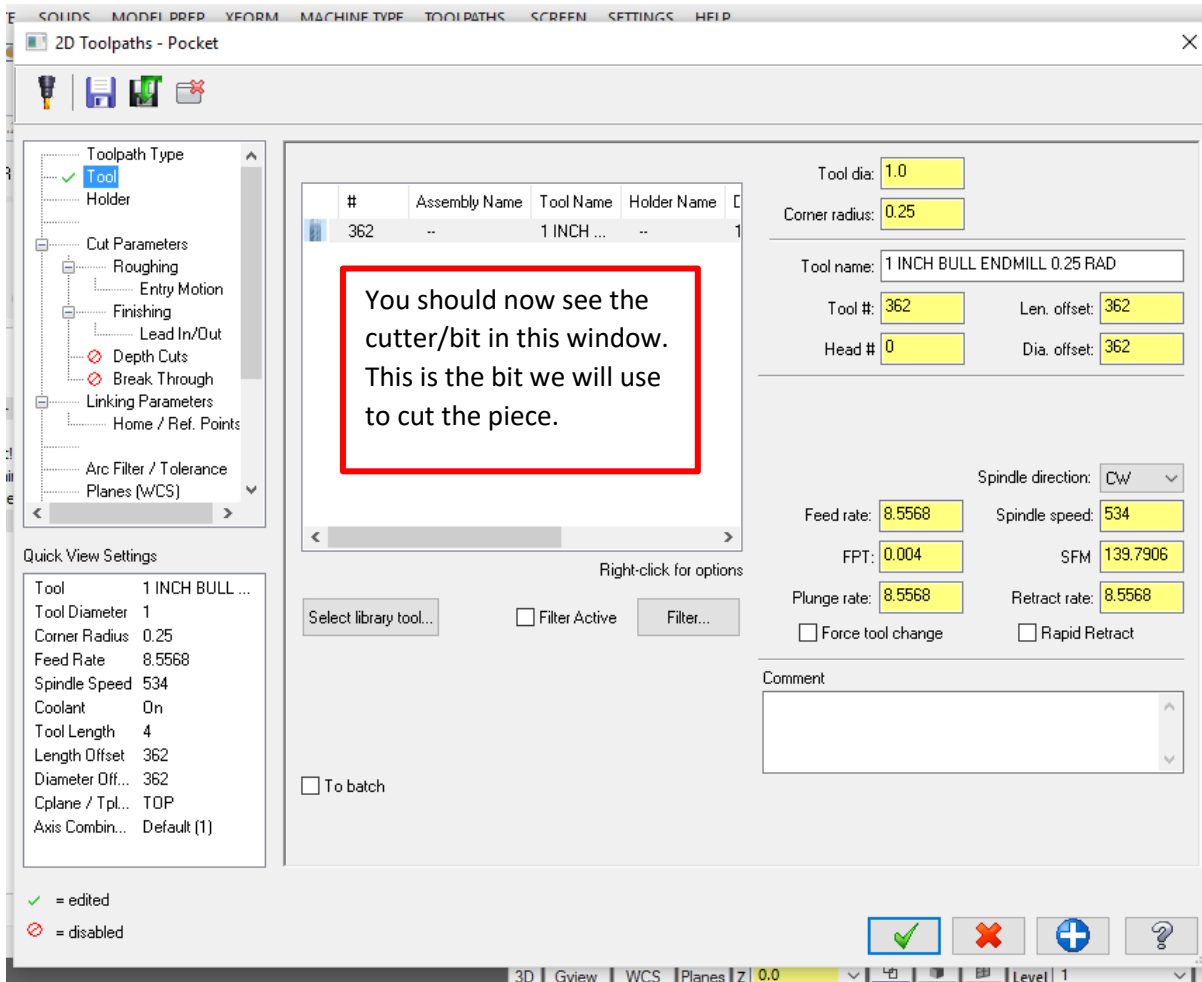 SOLIDS MODEL PREP XFORM MACHINE TYPE TOOLPATHS SCREEN SETTINGS HELP
2D Toolpaths - Pocket
Toolpath Type
Tool
Holder
Cut Parameters
Roughing
Entry Motion
Finishing
Lead In/Out
Depth Cuts
Break Through
Linking Parameters
Home / Ref. Points
Arc Filter / Tolerance
Planes (WCS)
Quick View Settings
Tool 1 INCH BULL ...
Tool Diameter 1
Corner Radius 0.25
Feed Rate 8.5568
Spindle Speed 534
Coolant On
Tool Length 4
Length Offset 362
Diameter Off... 362
Cplane / Tpl... TOP
Axis Combin... Default (1)
= edited
= disabled
# Assembly Name Tool Name Holder Name D
362 -- 1 INCH ... -- 1
You should now see the
cutter/bit in this window.
This is the bit we will use
to cut the piece.
Right-click for options
Select library tool... Filter Active Filter...
To batch
Tool dia: 1.0
Corner radius: 0.25
Tool name: 1 INCH BULL ENDMILL 0.25 RAD
Tool #: 362 Len. offset: 362
Head # 0 Dia. offset: 362
Spindle direction: CW
Feed rate: 8.5568 Spindle speed: 534
FPT: 0.004 SFM 139.7906
Plunge rate: 8.5568 Retract rate: 8.5568
Force tool change Rapid Retract
Comment
3D Gview WCS Planes Z 0.0 Level 1